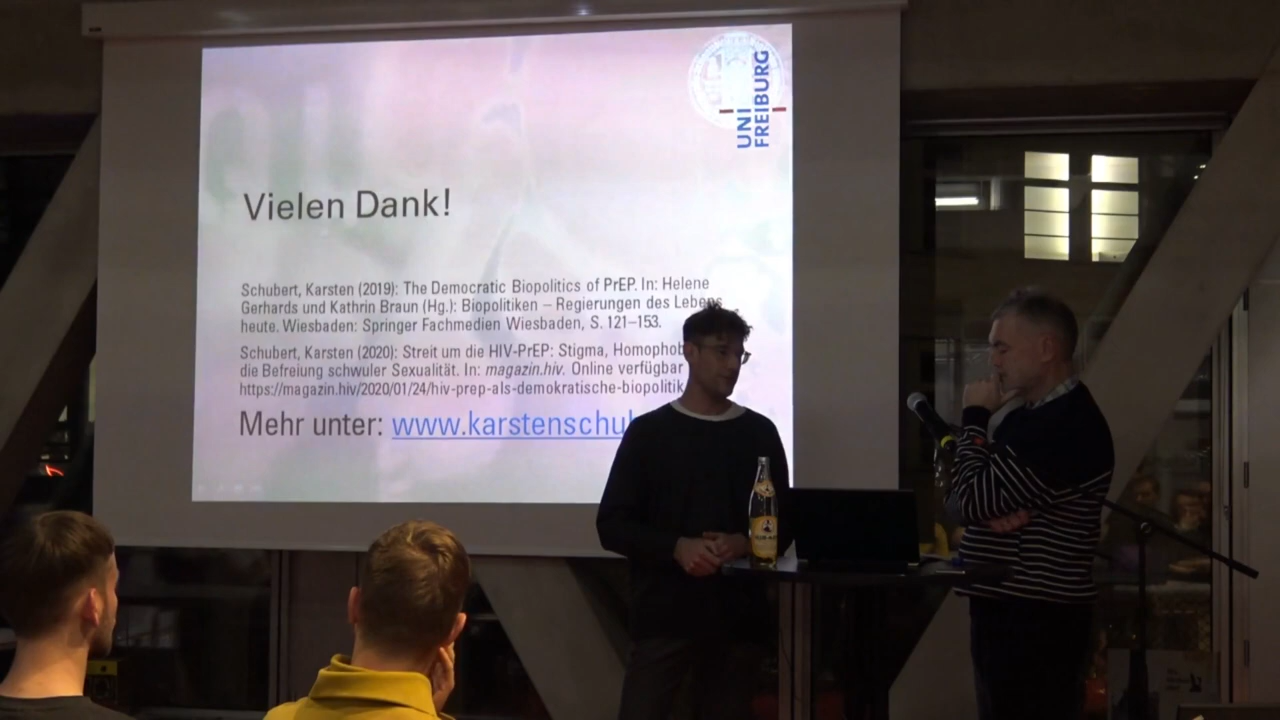 UNI
FREIBURG
Vielen Dank!
Schubert, Karsten (2019): The Democratic Biopolitics of PrEP. In: Helene
Gerhards und Kathrin Braun (Hg.): Biopolitiken – Regierungen des Lebens
heute. Wiesbaden: Springer Fachmedien Wiesbaden, S. 121–153.
Schubert, Karsten (2020): Streit um die HIV-PrEP: Stigma, Homophob
die Befreiung schwuler Sexualität. In: magazin.hiv. Online verfügbar
https://magazin.hiv/2020/01/24/hiv-prep-als-demokratische-biopolitik
Mehr unter: www.karstenschu